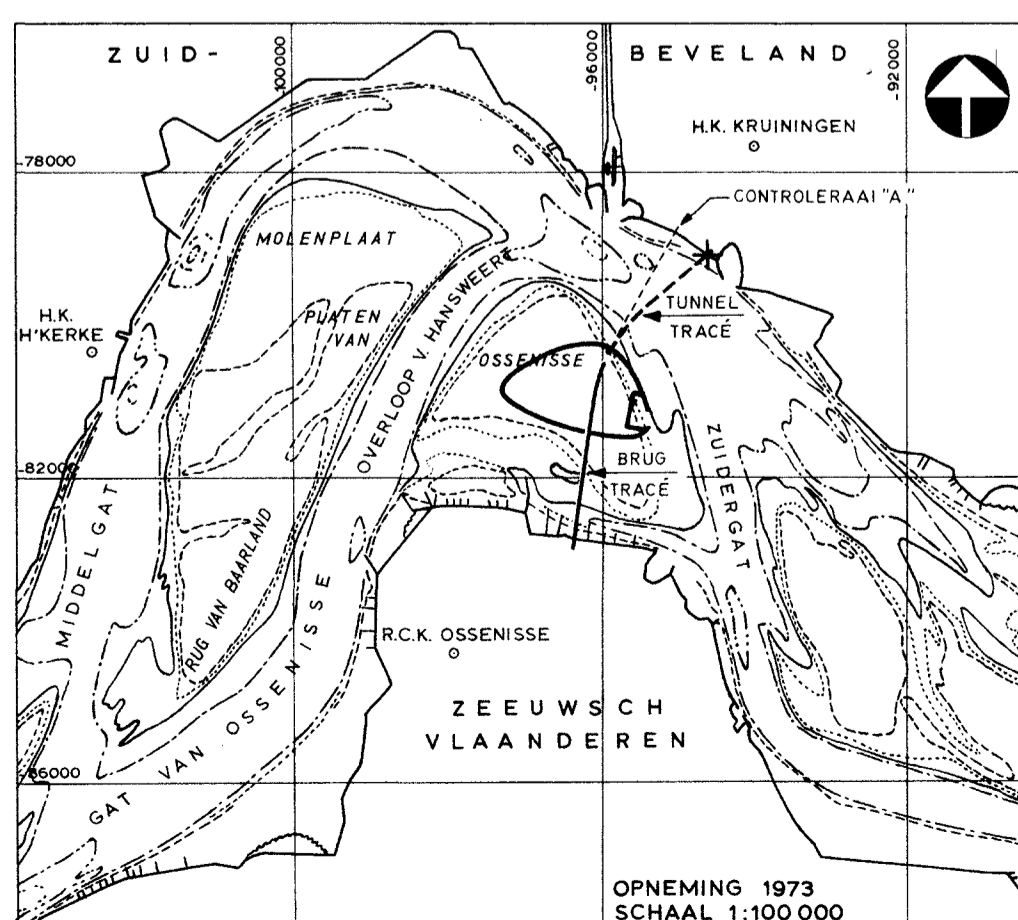 ZUID- BEVELAND
-100000
-96000
-92000
H.K. KRUININGEN
-78000
CONTROLERAAI "A"
MOLENPLAAT
H.K.
H'KERKE
PLATEN
VAN
OSSENISSE
OVERLOOP V. HANSWEERT
TUNNEL
TRACÉ
BRUG
TRACÉ
-82000
ZUIDERGAT
MIDDELGAT
RUG VAN BAARLAND
R.C.K. OSSENISSE
GAT VAN OSSENISSE
ZEEUWSCH
VLAANDEREN
-86000
OPNEMING 1973
SCHAAL 1:100 000